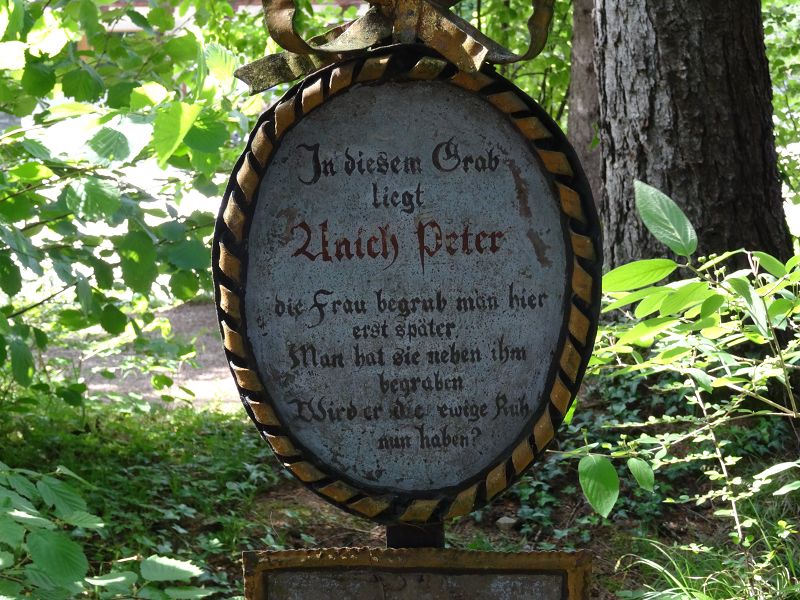 In diesem Grab
liegt
Anich Peter
die Frau begrub man hier
erst später
Man hat sie neben ihm
begraben
Wird er die ewige Ruh
nun haben?